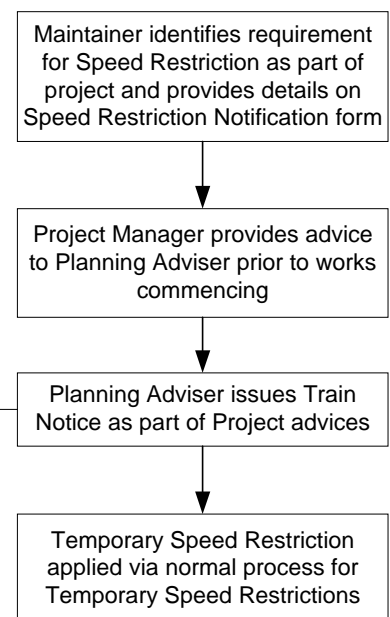 Maintainer identifies requirement
for Speed Restriction as part of
project and provides details on
Speed Restriction Notification form
Project Manager provides advice
to Planning Adviser prior to works
commencing
Planning Adviser issues Train
Notice as part of Project advices
Temporary Speed Restriction
applied via normal process for
Temporary Speed Restrictions